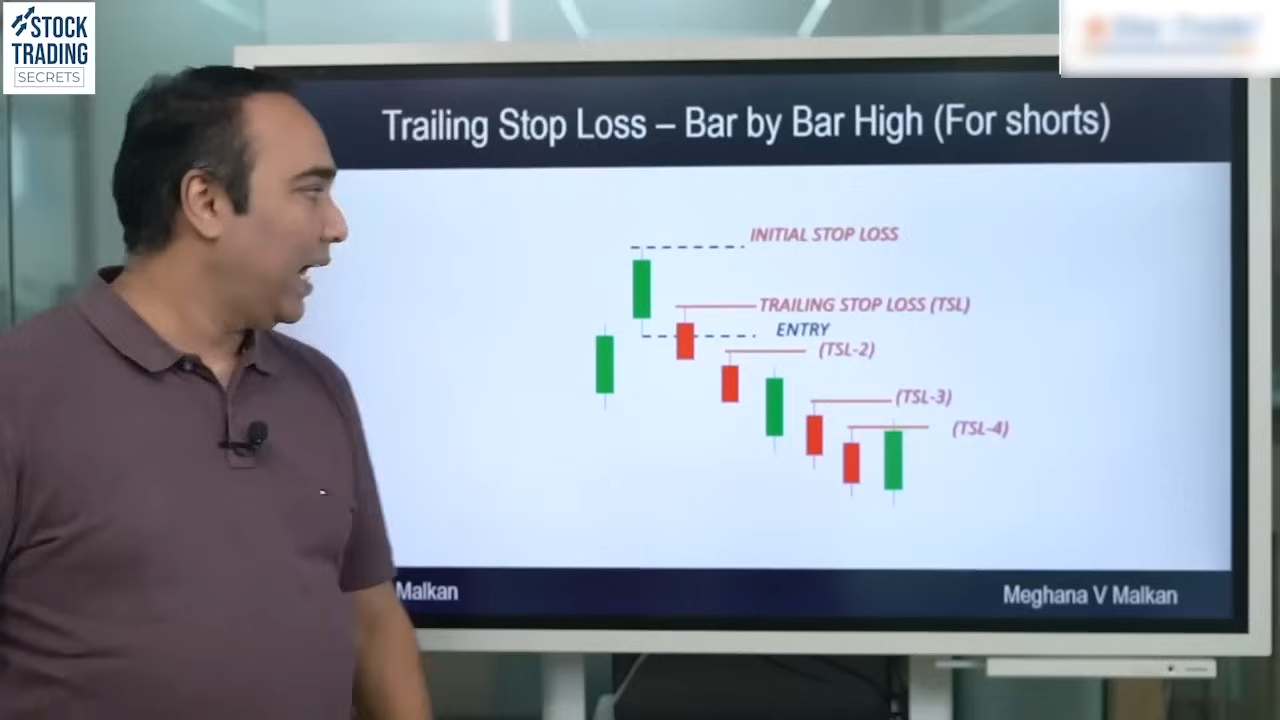 STOCK
TRADING
SECRETS
Trailing Stop Loss – Bar by Bar High (For shorts)
INITIAL STOP LOSS
TRAILING STOP LOSS (TSL)
ENTRY
(TSL-2)
(TSL-3)
(TSL-4)
Malkan
Meghana V Malkan